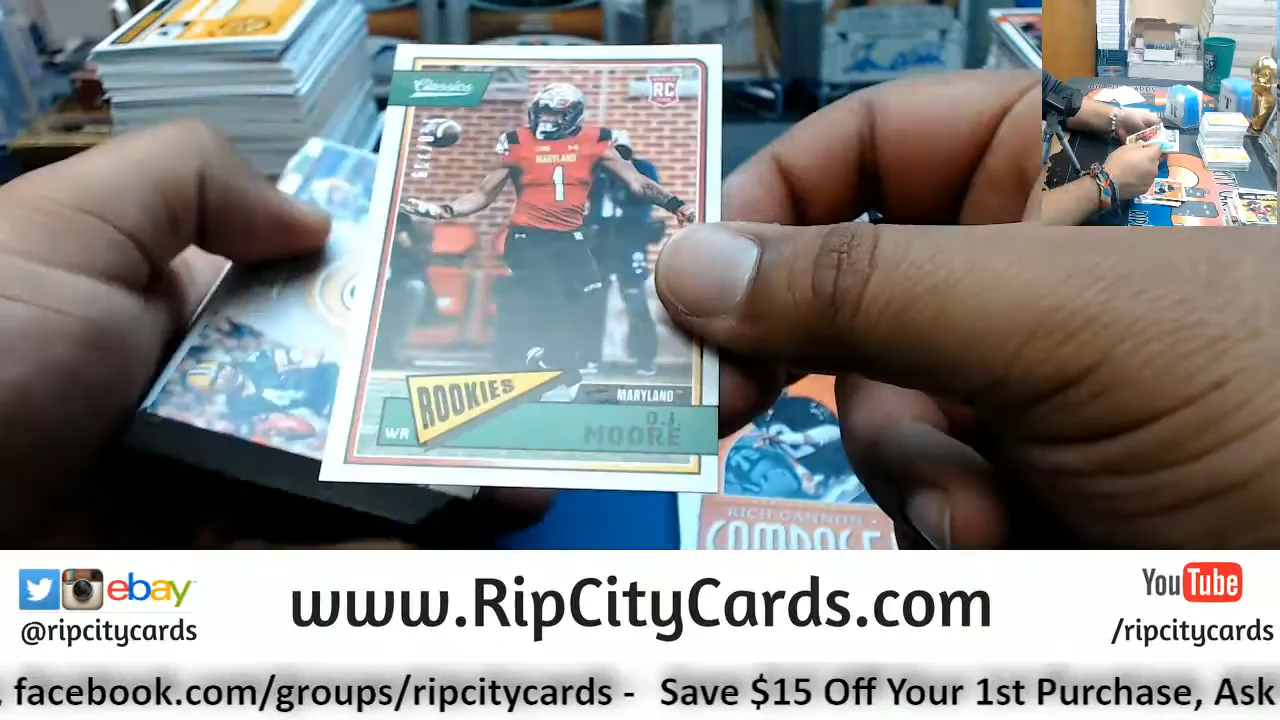 Classics
RC
MARYLAND
1
ROOKIES
MARYLAND
WR
D.J.
MOORE
RICH GANNON
ebay
@ripcitycards
www.RipCityCards.com
YouTube
/ripcitycards
facebook.com/groups/ripcitycards - Save $15 Off Your 1st Purchase, Ask